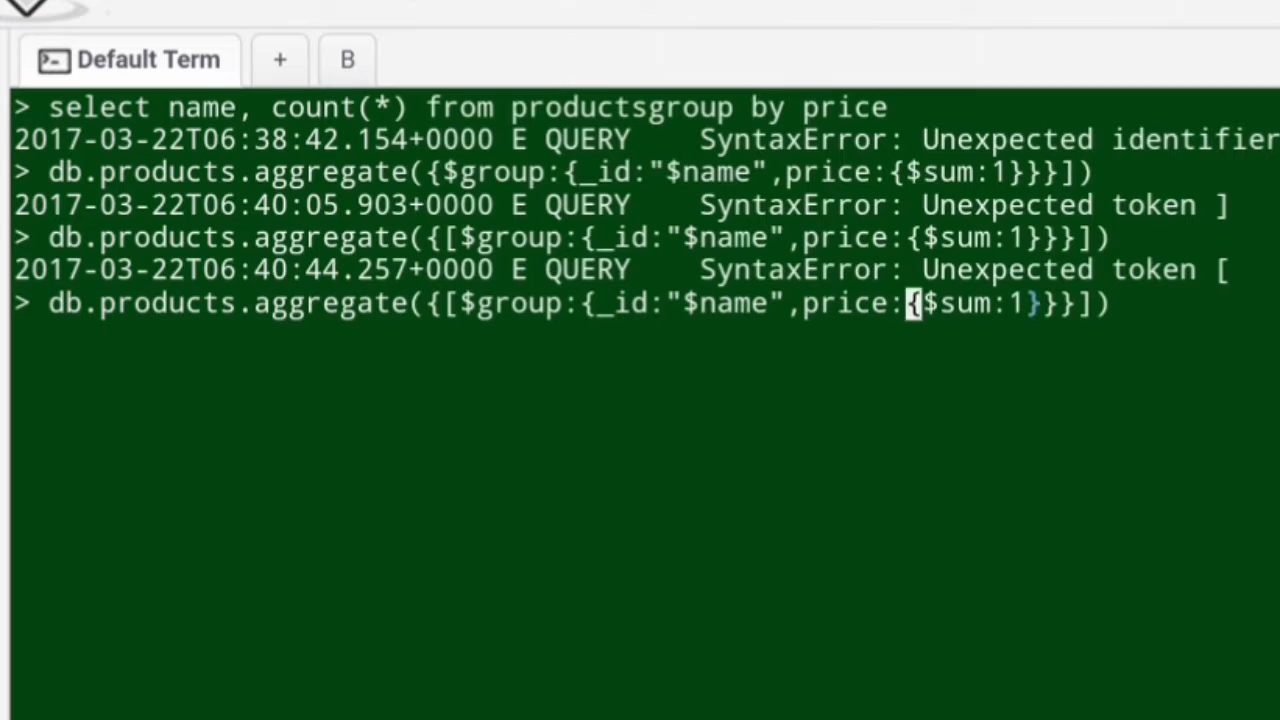 Default Term
+
B
> select name, count(*) from productsgroup by price
2017-03-22T06:38:42.154+0000 E QUERY    SyntaxError: Unexpected identifier
> db.products.aggregate({$group:{_id:"$name",price:{$sum:1}}}])
2017-03-22T06:40:05.903+0000 E QUERY    SyntaxError: Unexpected token ]
> db.products.aggregate({[$group:{_id:"$name",price:{$sum:1}}}])
2017-03-22T06:40:44.257+0000 E QUERY    SyntaxError: Unexpected token [
> db.products.aggregate({[$group:{_id:"$name",price:{$sum:1}}}])